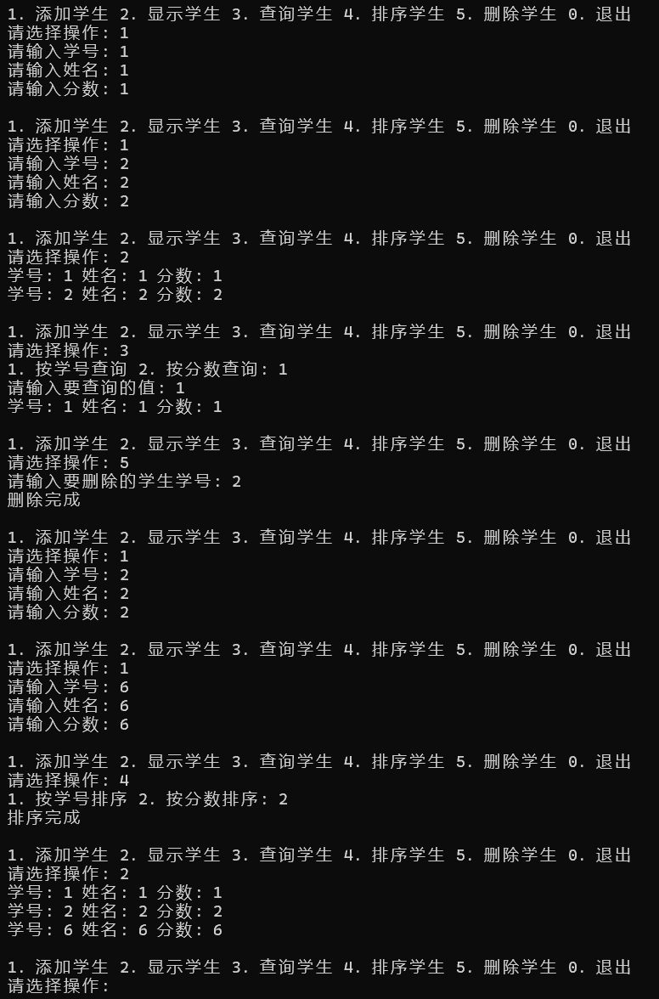 1. 添加学生 2. 显示学生 3. 查询学生 4. 排序学生 5. 删除学生 0. 退出
请选择操作: 1
请输入学号: 1
请输入姓名: 1
请输入分数: 1
1. 添加学生 2. 显示学生 3. 查询学生 4. 排序学生 5. 删除学生 0. 退出
请选择操作: 1
请输入学号: 2
请输入姓名: 2
请输入分数: 2
1. 添加学生 2. 显示学生 3. 查询学生 4. 排序学生 5. 删除学生 0. 退出
请选择操作: 2
学号: 1 姓名: 1 分数: 1
学号: 2 姓名: 2 分数: 2
1. 添加学生 2. 显示学生 3. 查询学生 4. 排序学生 5. 删除学生 0. 退出
请选择操作: 3
1. 按学号查询 2. 按分数查询: 1
请输入要查询的值: 1
学号: 1 姓名: 1 分数: 1
1. 添加学生 2. 显示学生 3. 查询学生 4. 排序学生 5. 删除学生 0. 退出
请选择操作: 5
请输入要删除的学生学号: 2
删除完成
1. 添加学生 2. 显示学生 3. 查询学生 4. 排序学生 5. 删除学生 0. 退出
请选择操作: 1
请输入学号: 2
请输入姓名: 2
请输入分数: 2
1. 添加学生 2. 显示学生 3. 查询学生 4. 排序学生 5. 删除学生 0. 退出
请选择操作: 1
请输入学号: 6
请输入姓名: 6
请输入分数: 6
1. 添加学生 2. 显示学生 3. 查询学生 4. 排序学生 5. 删除学生 0. 退出
请选择操作: 4
1. 按学号排序 2. 按分数排序: 2
排序完成
1. 添加学生 2. 显示学生 3. 查询学生 4. 排序学生 5. 删除学生 0. 退出
请选择操作: 2
学号: 1 姓名: 1 分数: 1
学号: 2 姓名: 2 分数: 2
学号: 6 姓名: 6 分数: 6
1. 添加学生 2. 显示学生 3. 查询学生 4. 排序学生 5. 删除学生 0. 退出
请选择操作: